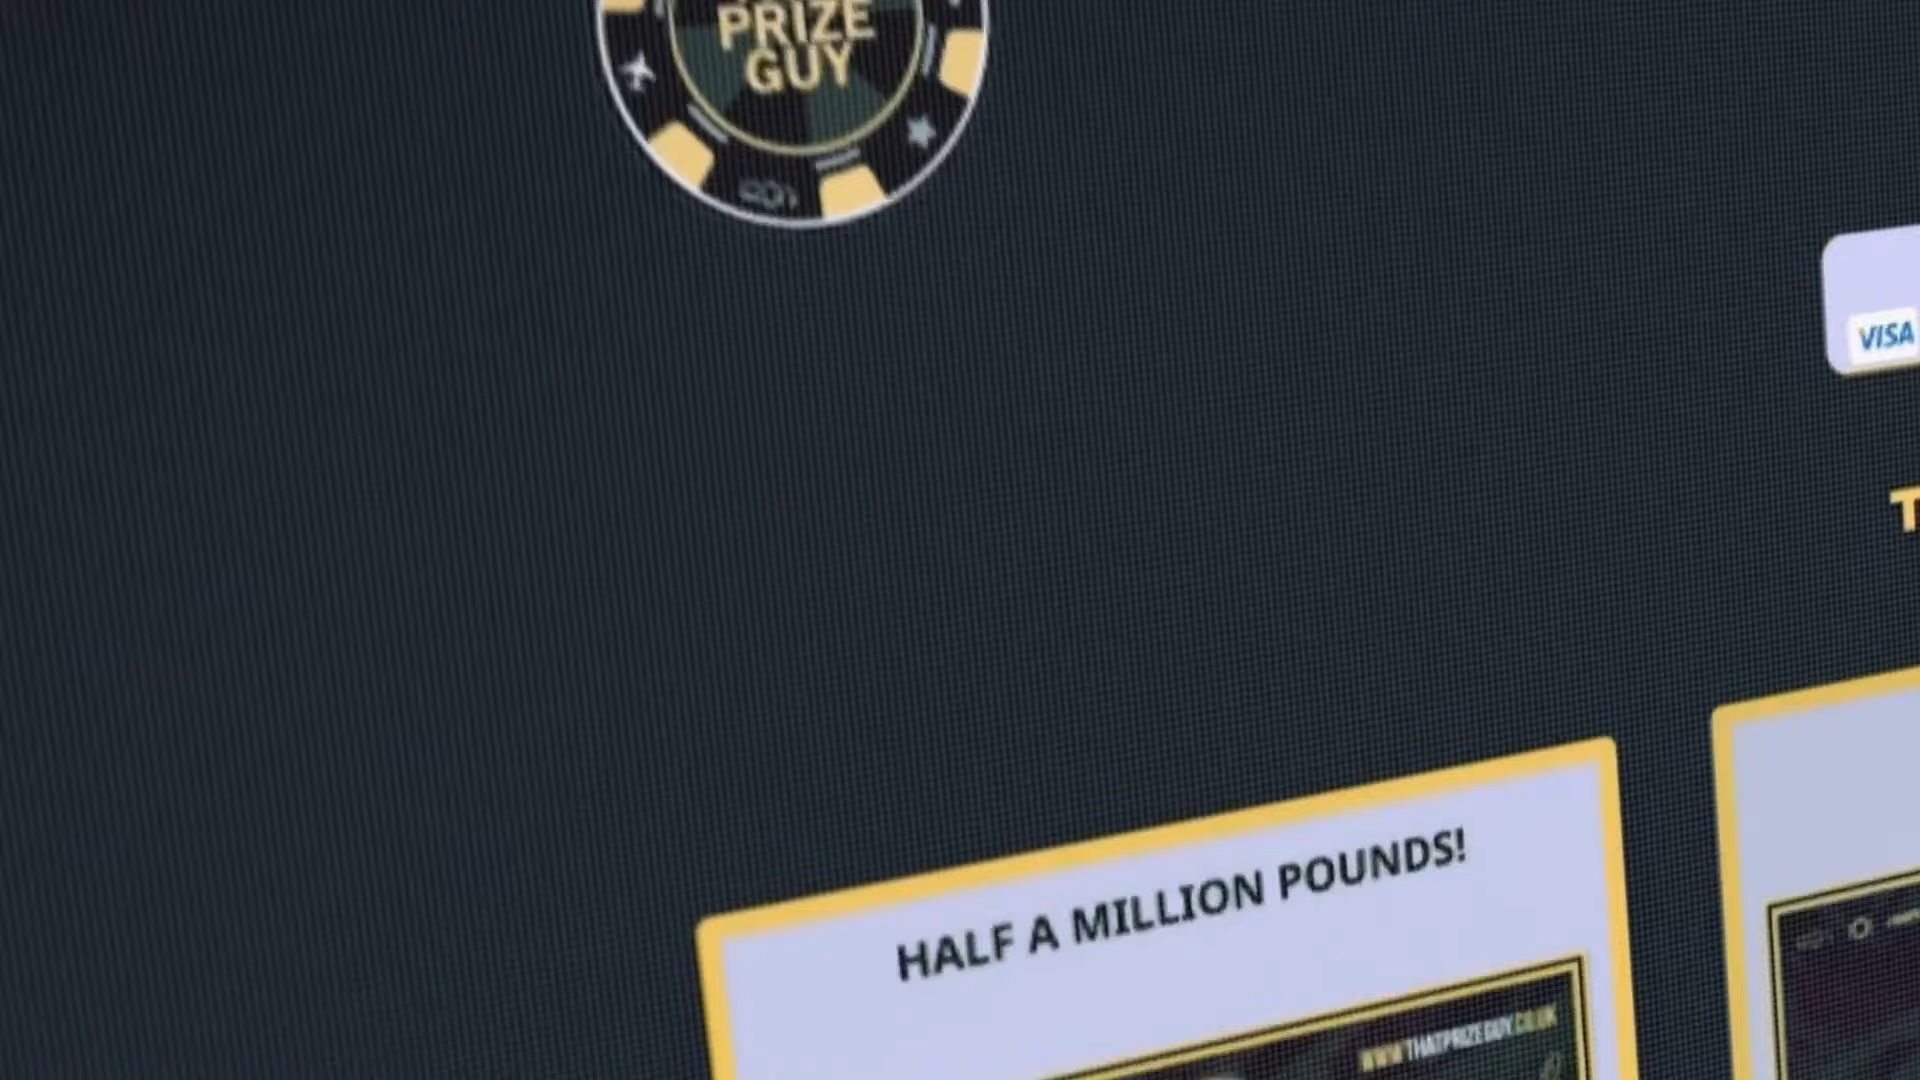 PRIZE
GUY
VISA
T
HALF A MILLION POUNDS!
WWW.THATPRIZEGUY.CO.UK